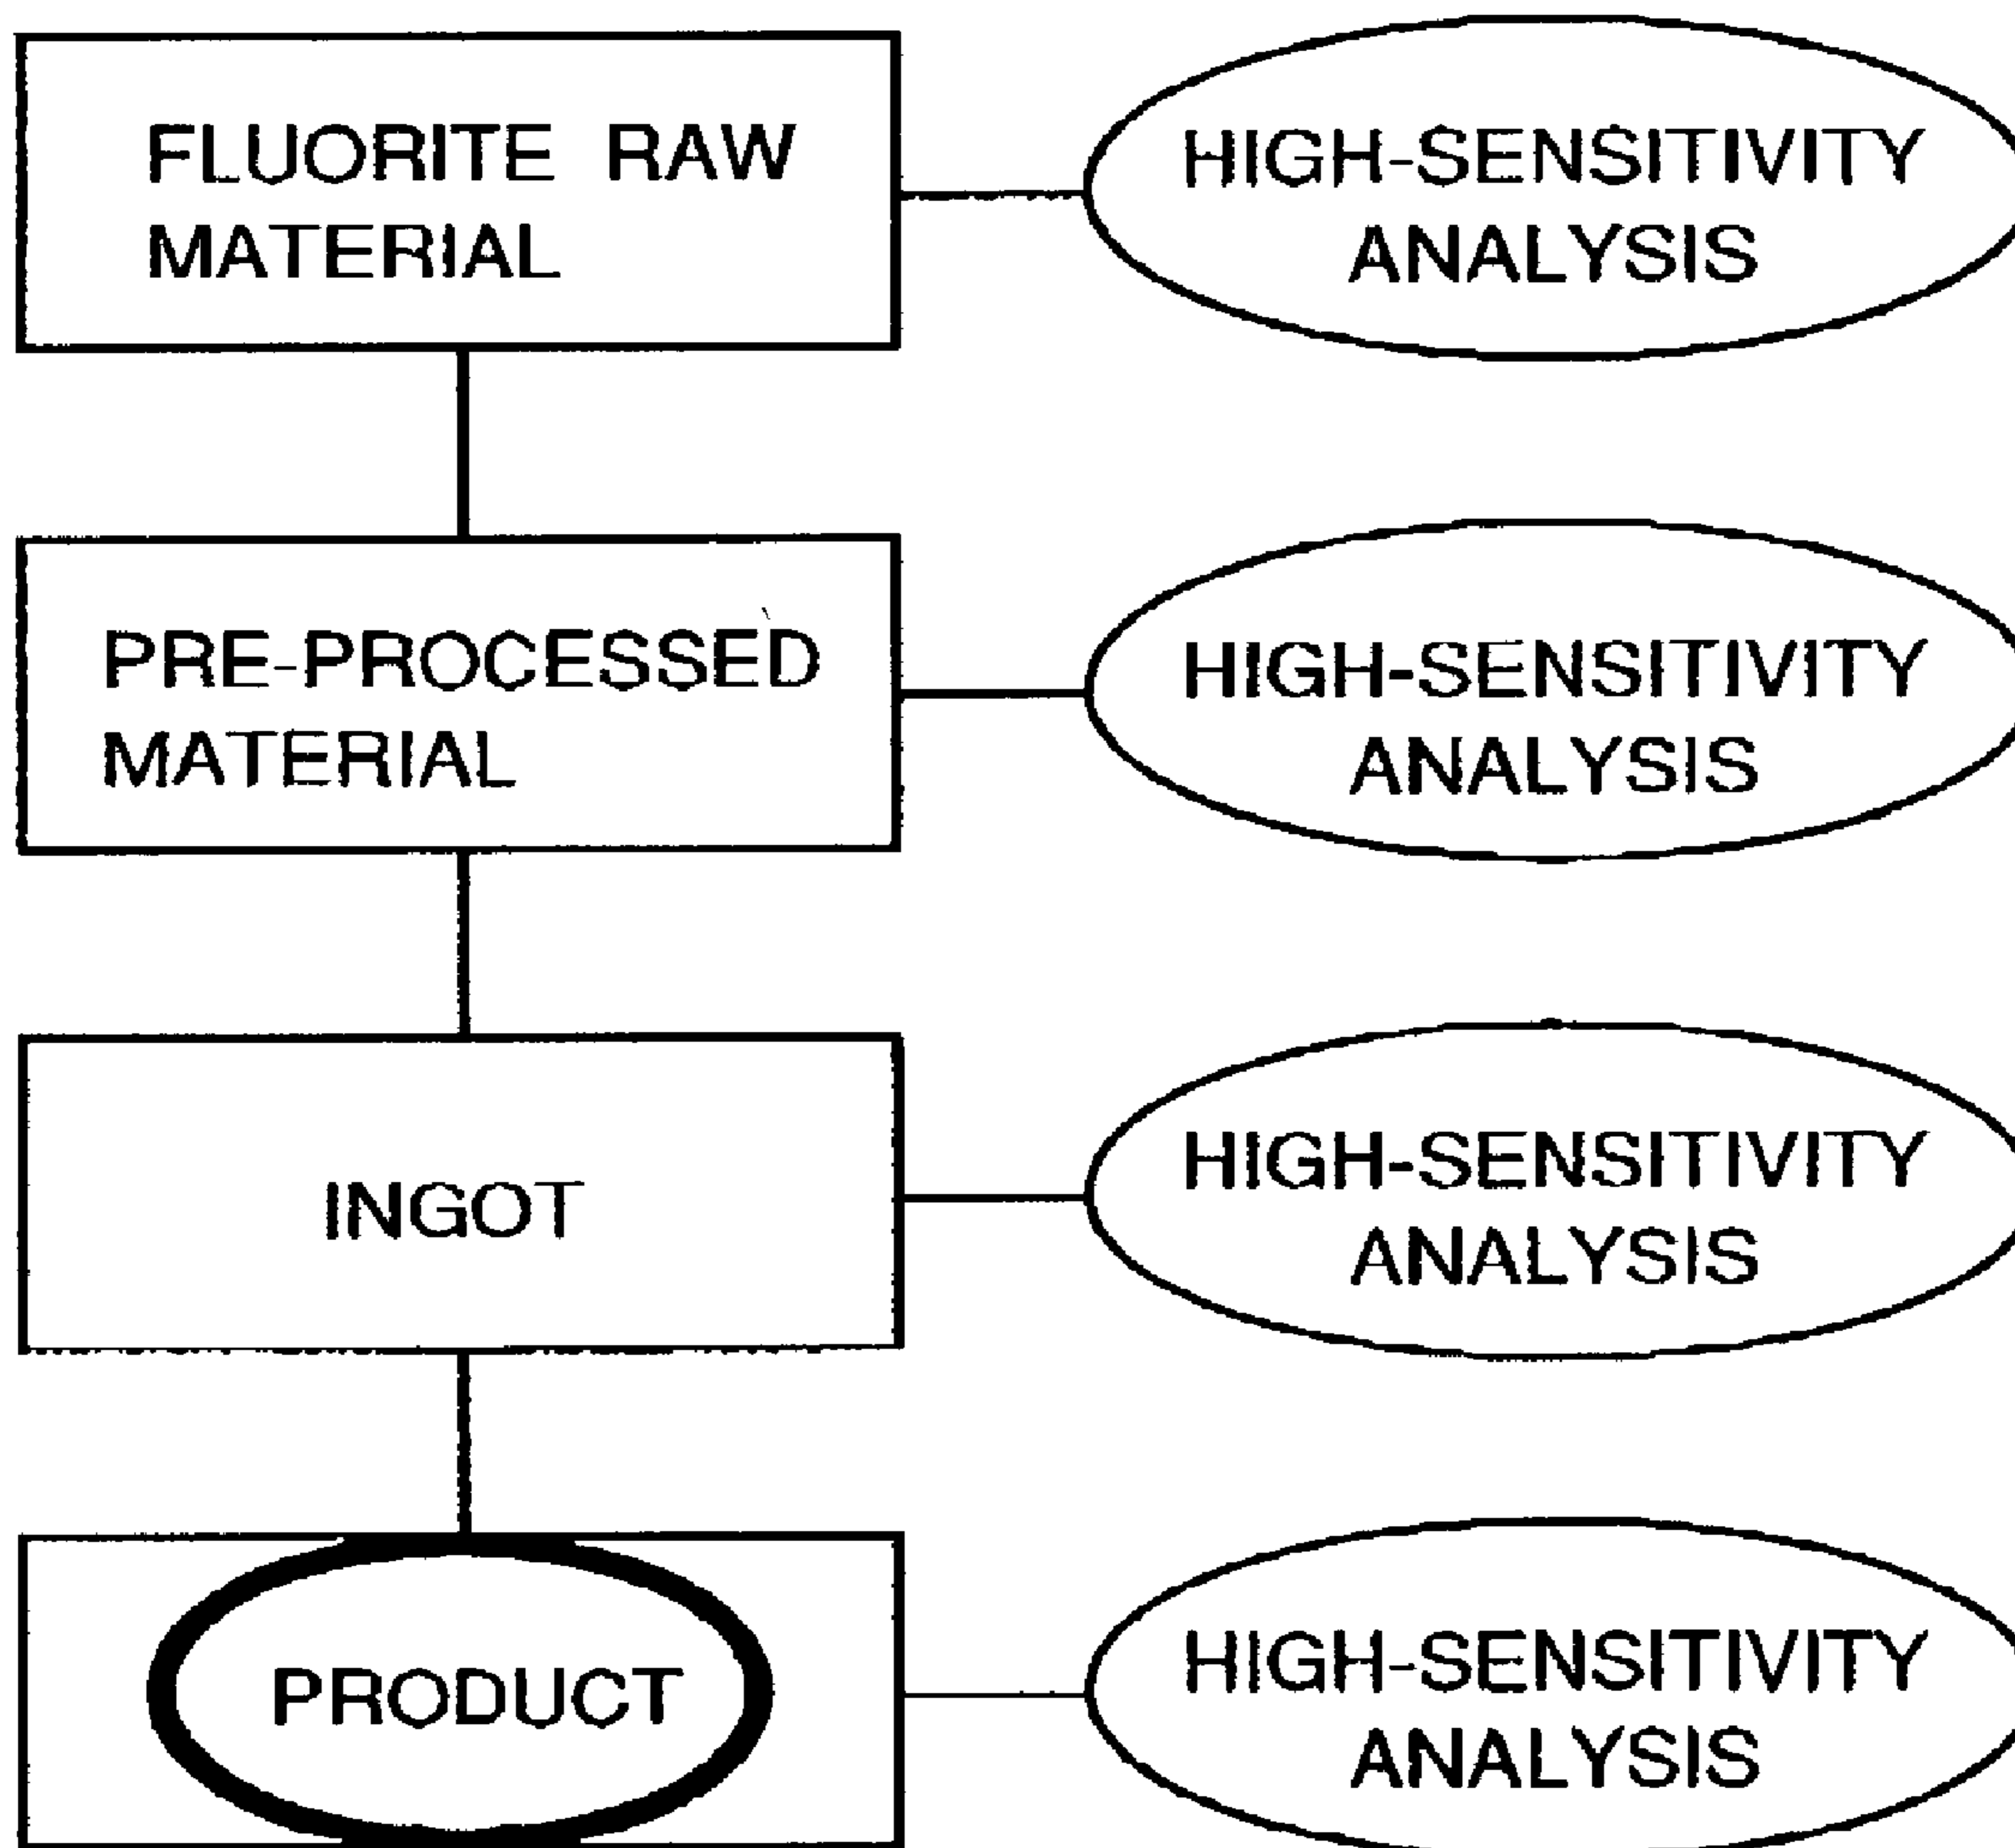 FLUORITE RAW
MATERIAL
HIGH-SENSITIVITY
ANALYSIS
PRE-PROCESSED
MATERIAL
HIGH-SENSITIVITY
ANALYSIS
INGOT
HIGH-SENSITIVITY
ANALYSIS
PRODUCT
HIGH-SENSITIVITY
ANALYSIS